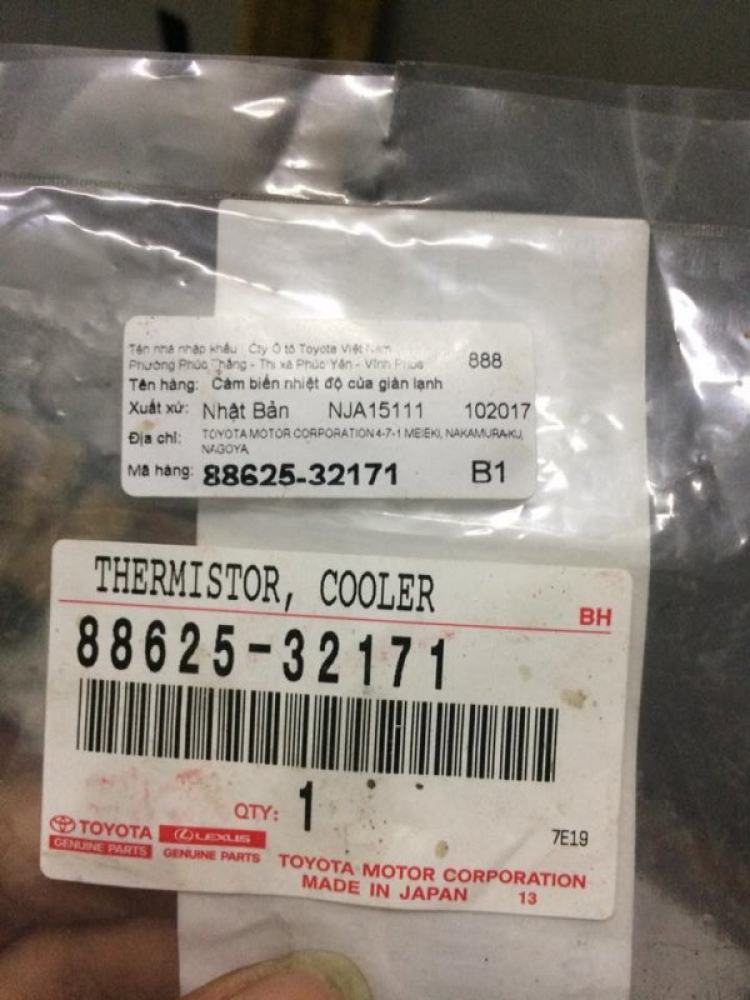 Tên nhà nhập khẩu : Cty Ô tô Toyota Việt Nam
Phường Phúc Thắng - Thị xã Phúc Yên - Vĩnh Phúc 888
Tên hàng: Cảm biến nhiệt độ của giàn lạnh
Xuất xứ: Nhật Bản NJA15111 102017
Địa chỉ: TOYOTA MOTOR CORPORATION 4-7-1 MEIEKI, NAKAMURA-KU,
NAGOYA
Mã hàng: 88625-32171 B1
THERMISTOR, COOLER
BH
88625-32171
QTY: 1
7E19
TOYOTA LEXUS
GENUINE PARTS GENUINE PARTS
TOYOTA MOTOR CORPORATION
MADE IN JAPAN 13